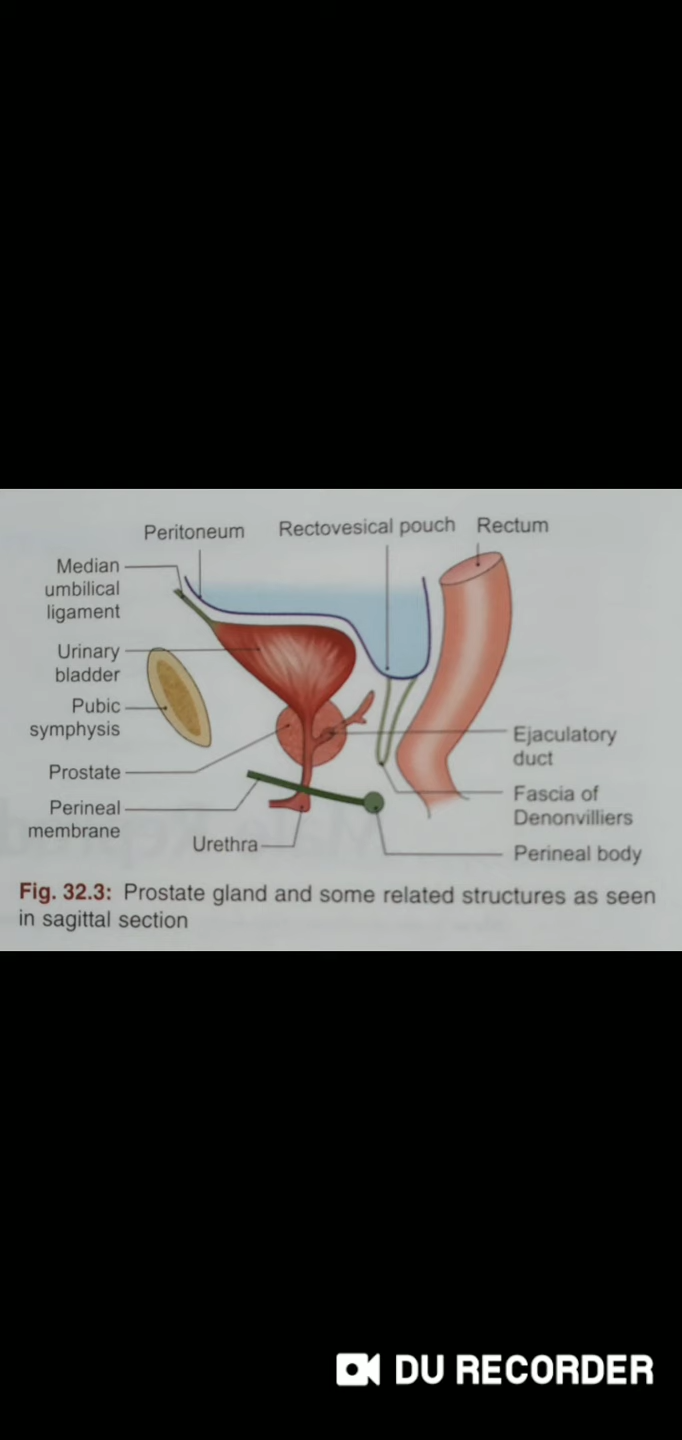 Peritoneum
Rectovesical pouch
Rectum
Median
umbilical
ligament
Urinary
bladder
Pubic
symphysis
Prostate
Perineal
membrane
Urethra
Ejaculatory
duct
Fascia of
Denonvilliers
Perineal body
Fig. 32.3: Prostate gland and some related structures as seen
in sagittal section
DU RECORDER